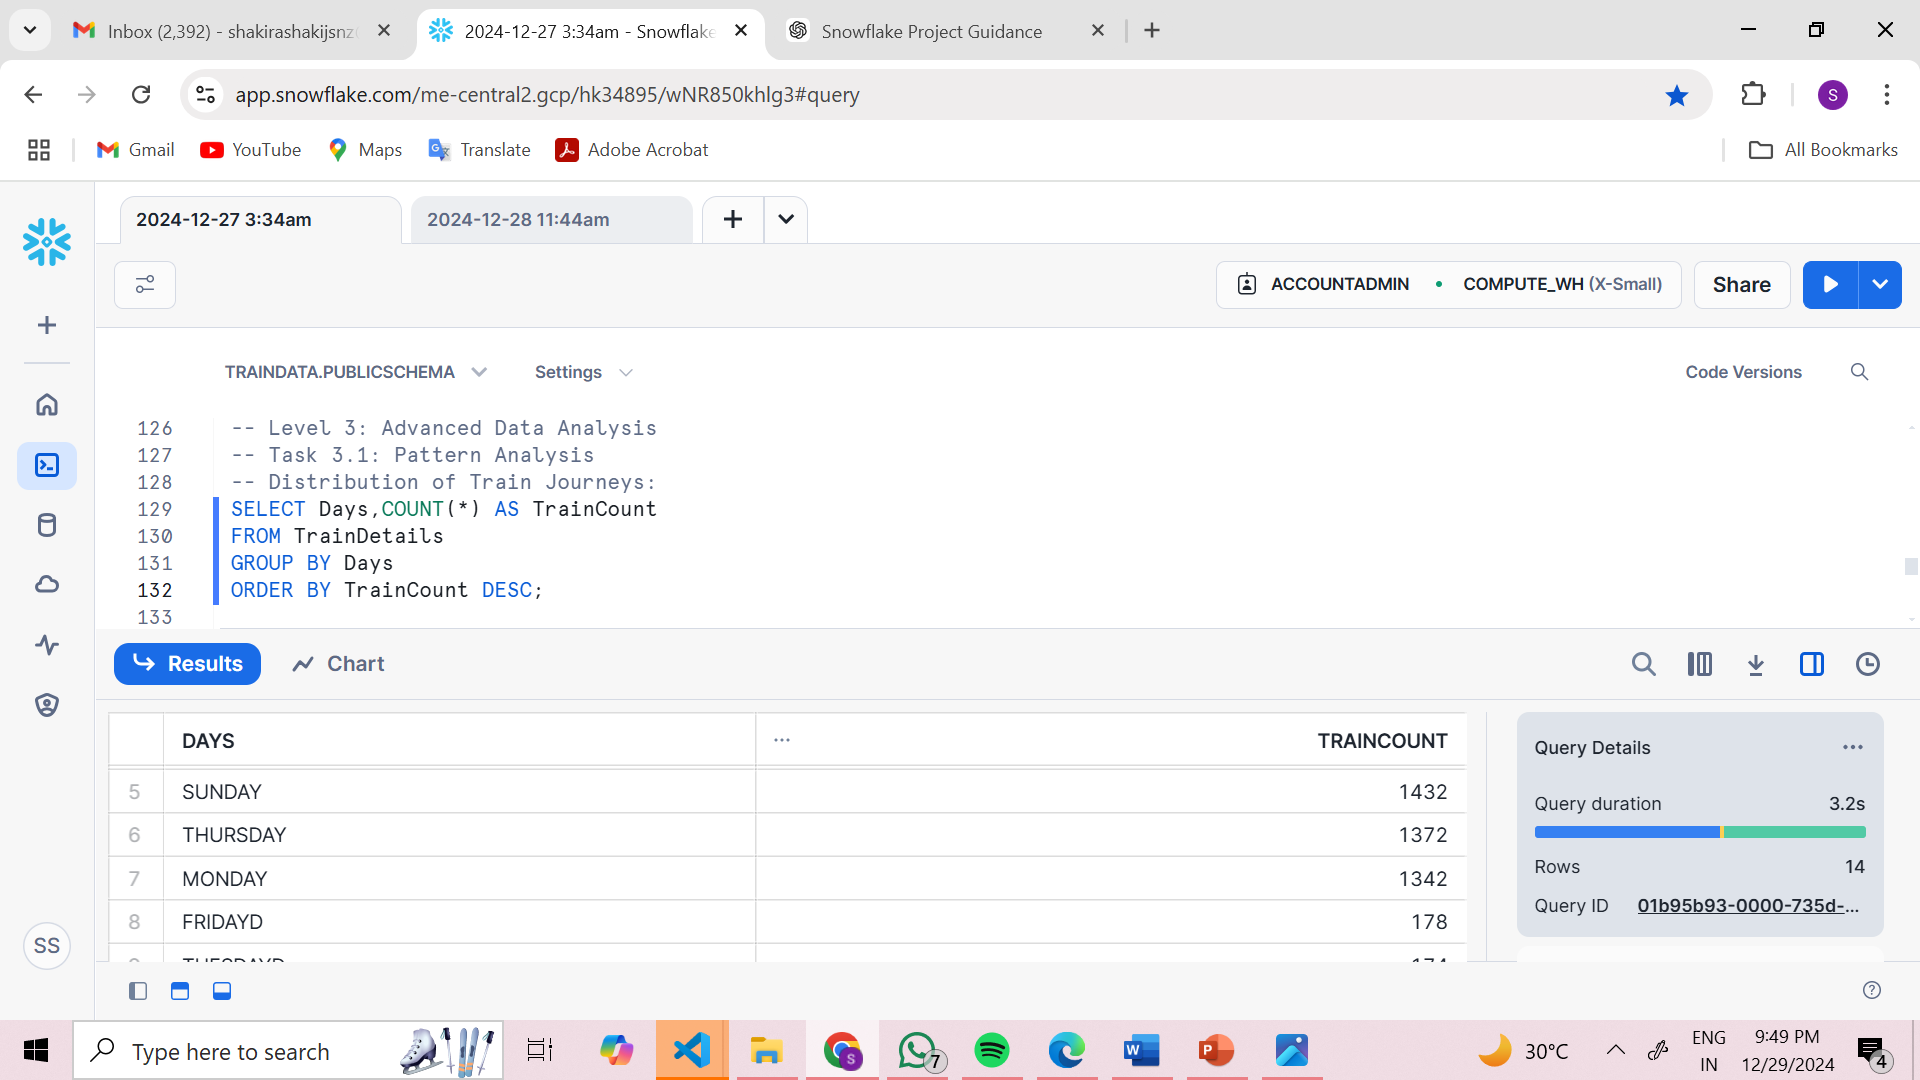 Inbox (2,392) - shakirashakijsnz
2024-12-27 3:34am - Snowflake
Snowflake Project Guidance
app.snowflake.com/me-central2.gcp/hk34895/wNR850khlg3#query
S
Gmail
YouTube
Maps
Translate
Adobe Acrobat
All Bookmarks
2024-12-27 3:34am
2024-12-28 11:44am
ACCOUNTADMIN
COMPUTE_WH (X-Small)
Share
TRAINDATA.PUBLICSCHEMA
Settings
Code Versions
126 -- Level 3: Advanced Data Analysis
127 -- Task 3.1: Pattern Analysis
128 -- Distribution of Train Journeys:
129 SELECT Days,COUNT(*) AS TrainCount
130 FROM TrainDetails
131 GROUP BY Days
132 ORDER BY TrainCount DESC;
133
Results
Chart
DAYS ... TRAINCOUNT
5 SUNDAY 1432
6 THURSDAY 1372
7 MONDAY 1342
8 FRIDAYD 178
TUESDAYD 174
Query Details
Query duration 3.2s
Rows 14
Query ID 01b95b93-0000-735d-...
SS
Type here to search
7
30°C
ENG
IN
9:49 PM
12/29/2024
4